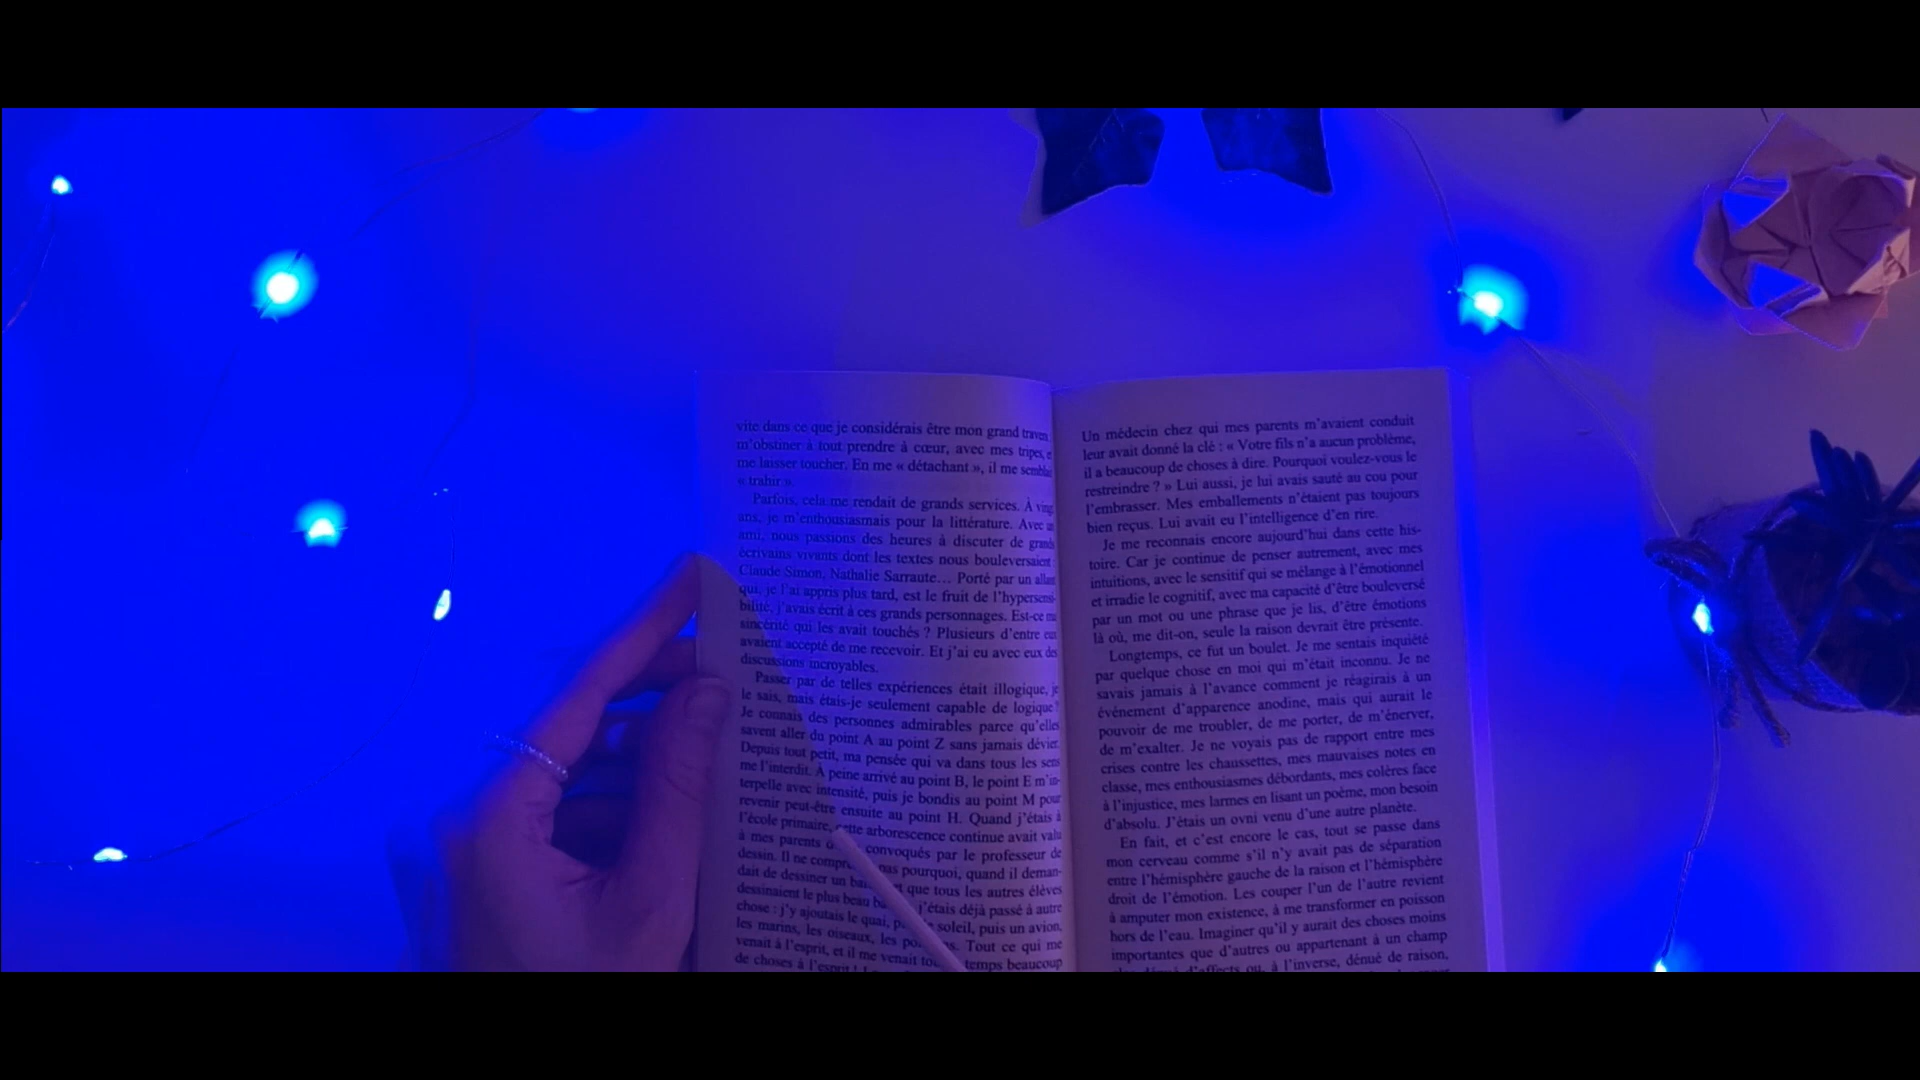 vite dans ce que je considérais être mon grand
m'obstiner à tout prendre à cœur, avec mes tripes,
me laisser toucher. En me « détachant », il me
« trahir ».
Parfois, cela me rendait de grands services. À
ans, je m'enthousiasmais pour la littérature. Avec
ami, nous passions des heures à discuter de grands
écrivains vivants dont les textes nous bouleversaient :
Claude Simon, Nathalie Sarraute… Porté par un
qui, je l'ai appris plus tard, est le fruit de l'hypersensi-
bilité, j'avais écrit à ces grands personnages. Est-ce ma
sincérité qui les avait touchés ? Plusieurs d'entre eux
avaient accepté de me recevoir. Et j'ai eu avec eux des
discussions incroyables.
Passer par de telles expériences était illogique, je
le sais, mais étais-je seulement capable de logique ?
Je connais des personnes admirables parce qu'elles
savent aller du point A au point Z sans jamais dévier.
Depuis tout petit, ma pensée qui va dans tous les sens
me l'interdit. À peine arrivé au point B, le point E m'in-
terpelle avec intensité, puis je bondis au point M pour
revenir peut-être ensuite au point H. Quand j'étais à
l'école primaire, cette arborescence continue avait valu
à mes parents convoqués par le professeur de
dessin. Il ne pas pourquoi, quand il deman-
dait de dessiner un que tous les autres élèves
dessinaient le plus beau j'étais déjà passé à autre
chose : j'y ajoutais le quai, soleil, puis un avion,
les marins, les oiseaux, les Tout ce qui me
venait à l'esprit, et il me venait temps beaucoup
de choses à l'esprit !
Un médecin chez qui mes parents m'avaient conduit
leur avait donné la clé : « Votre fils n'a aucun problème,
il a beaucoup de choses à dire. Pourquoi voulez-vous le
restreindre ? » Lui aussi, je lui avais sauté au cou pour
l'embrasser. Mes emballements n'étaient pas toujours
bien reçus. Lui avait eu l'intelligence d'en rire.
Je me reconnais encore aujourd'hui dans cette his-
toire. Car je continue de penser autrement, avec mes
intuitions, avec le sensitif qui se mélange à l'émotionnel
et irradie le cognitif, avec ma capacité d'être bouleversé
par un mot ou une phrase que je lis, d'être émotions
là où, me dit-on, seule la raison devrait être présente.
Longtemps, ce fut un boulet. Je me sentais inquiété
par quelque chose en moi qui m'était inconnu. Je ne
savais jamais à l'avance comment je réagirais à un
événement d'apparence anodine, mais qui aurait le
pouvoir de me troubler, de me porter, de m'énerver,
de m'exalter. Je ne voyais pas de rapport entre mes
crises contre les chaussettes, mes mauvaises notes en
classe, mes enthousiasmes débordants, mes colères face
à l'injustice, mes larmes en lisant un poème, mon besoin
d'absolu. J'étais un ovni venu d'une autre planète.
En fait, et c'est encore le cas, tout se passe dans
mon cerveau comme s'il n'y avait pas de séparation
entre l'hémisphère gauche de la raison et l'hémisphère
droit de l'émotion. Les couper l'un de l'autre revient
à amputer mon existence, à me transformer en poisson
hors de l'eau. Imaginer qu'il y aurait des choses moins
importantes que d'autres ou appartenant à un champ
d'affects ou, à l'inverse, dénué de raison,